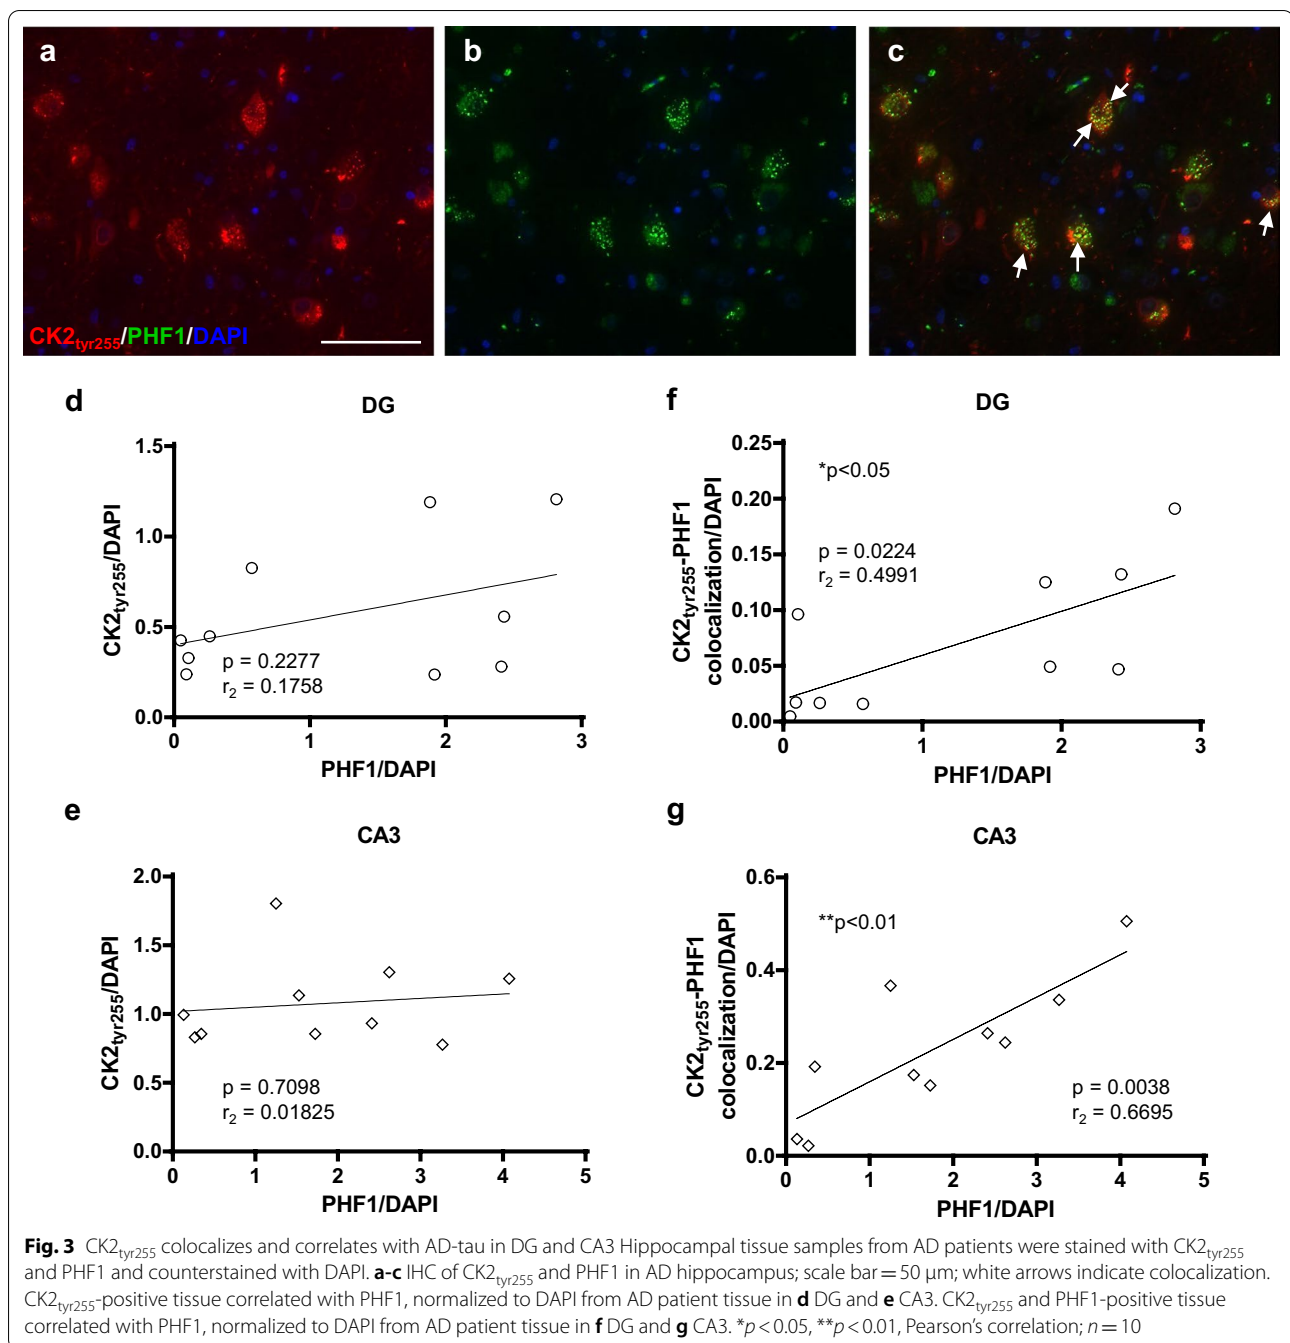 a
b
c
CK2tyr255/PHF1/DAPI
d
DG
CK2tyr255/DAPI
1.5
1.0
0.5
0.0
p = 0.2277
r2 = 0.1758
0 1 2 3
PHF1/DAPI
f
DG
CK2tyr255-PHF1
colocalization/DAPI
0.25
0.20
0.15
0.10
0.05
0.00
*p<0.05
p = 0.0224
r2 = 0.4991
0 1 2 3
PHF1/DAPI
e
CA3
CK2tyr255/DAPI
2.0
1.5
1.0
0.5
0.0
p = 0.7098
r2 = 0.01825
0 1 2 3 4 5
PHF1/DAPI
g
CA3
CK2tyr255-PHF1
colocalization/DAPI
0.6
0.4
0.2
0.0
**p<0.01
p = 0.0038
r2 = 0.6695
0 1 2 3 4 5
PHF1/DAPI
Fig. 3 CK2tyr255 colocalizes and correlates with AD-tau in DG and CA3 Hippocampal tissue samples from AD patients were stained with CK2tyr255
and PHF1 and counterstained with DAPI. a-c IHC of CK2tyr255 and PHF1 in AD hippocampus; scale bar = 50 μm; white arrows indicate colocalization.
CK2tyr255-positive tissue correlated with PHF1, normalized to DAPI from AD patient tissue in d DG and e CA3. CK2tyr255 and PHF1-positive tissue
correlated with PHF1, normalized to DAPI from AD patient tissue in f DG and g CA3. *p < 0.05, **p < 0.01, Pearson's correlation; n = 10